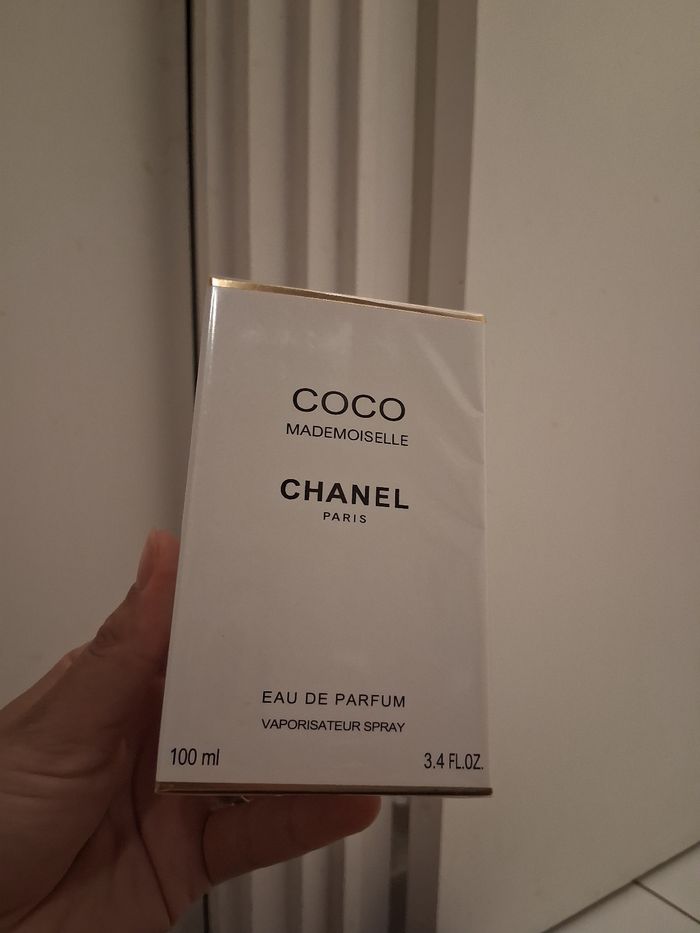 COCO
MADEMOISELLE
CHANEL
PARIS
EAU DE PARFUM
VAPORISATEUR SPRAY
100 ml 3.4 FL.OZ.